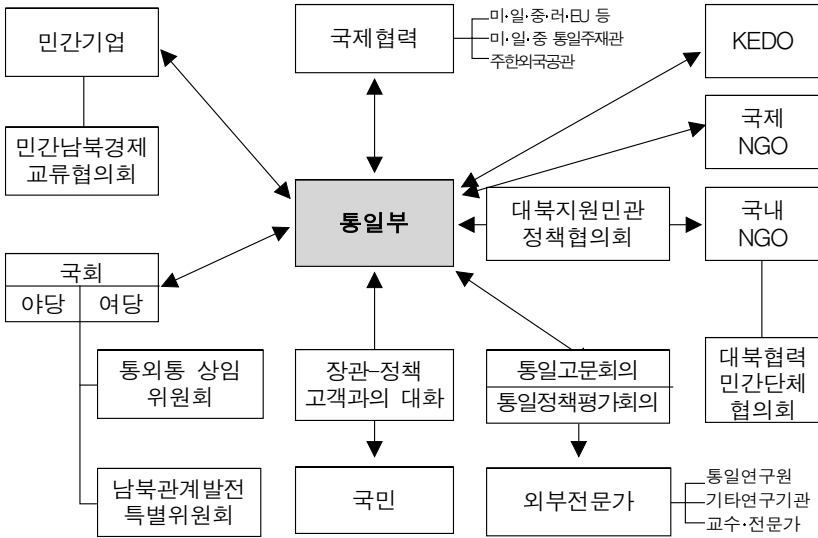 민간기업
국제협력
미·일·중·러·EU 등
미·일·중 통일주재관
주한외국공관
KEDO
민간남북경제
교류협의회
국제
NGO
통일부
대북지원민관
정책협의회
국내
NGO
국회
야당 여당
통외통 상임
위원회
장관-정책
고객과의 대화
통일고문회의
통일정책평가회의
대북협력
민간단체
협의회
남북관계발전
특별위원회
국민
외부전문가
통일연구원
기타연구기관
교수·전문가